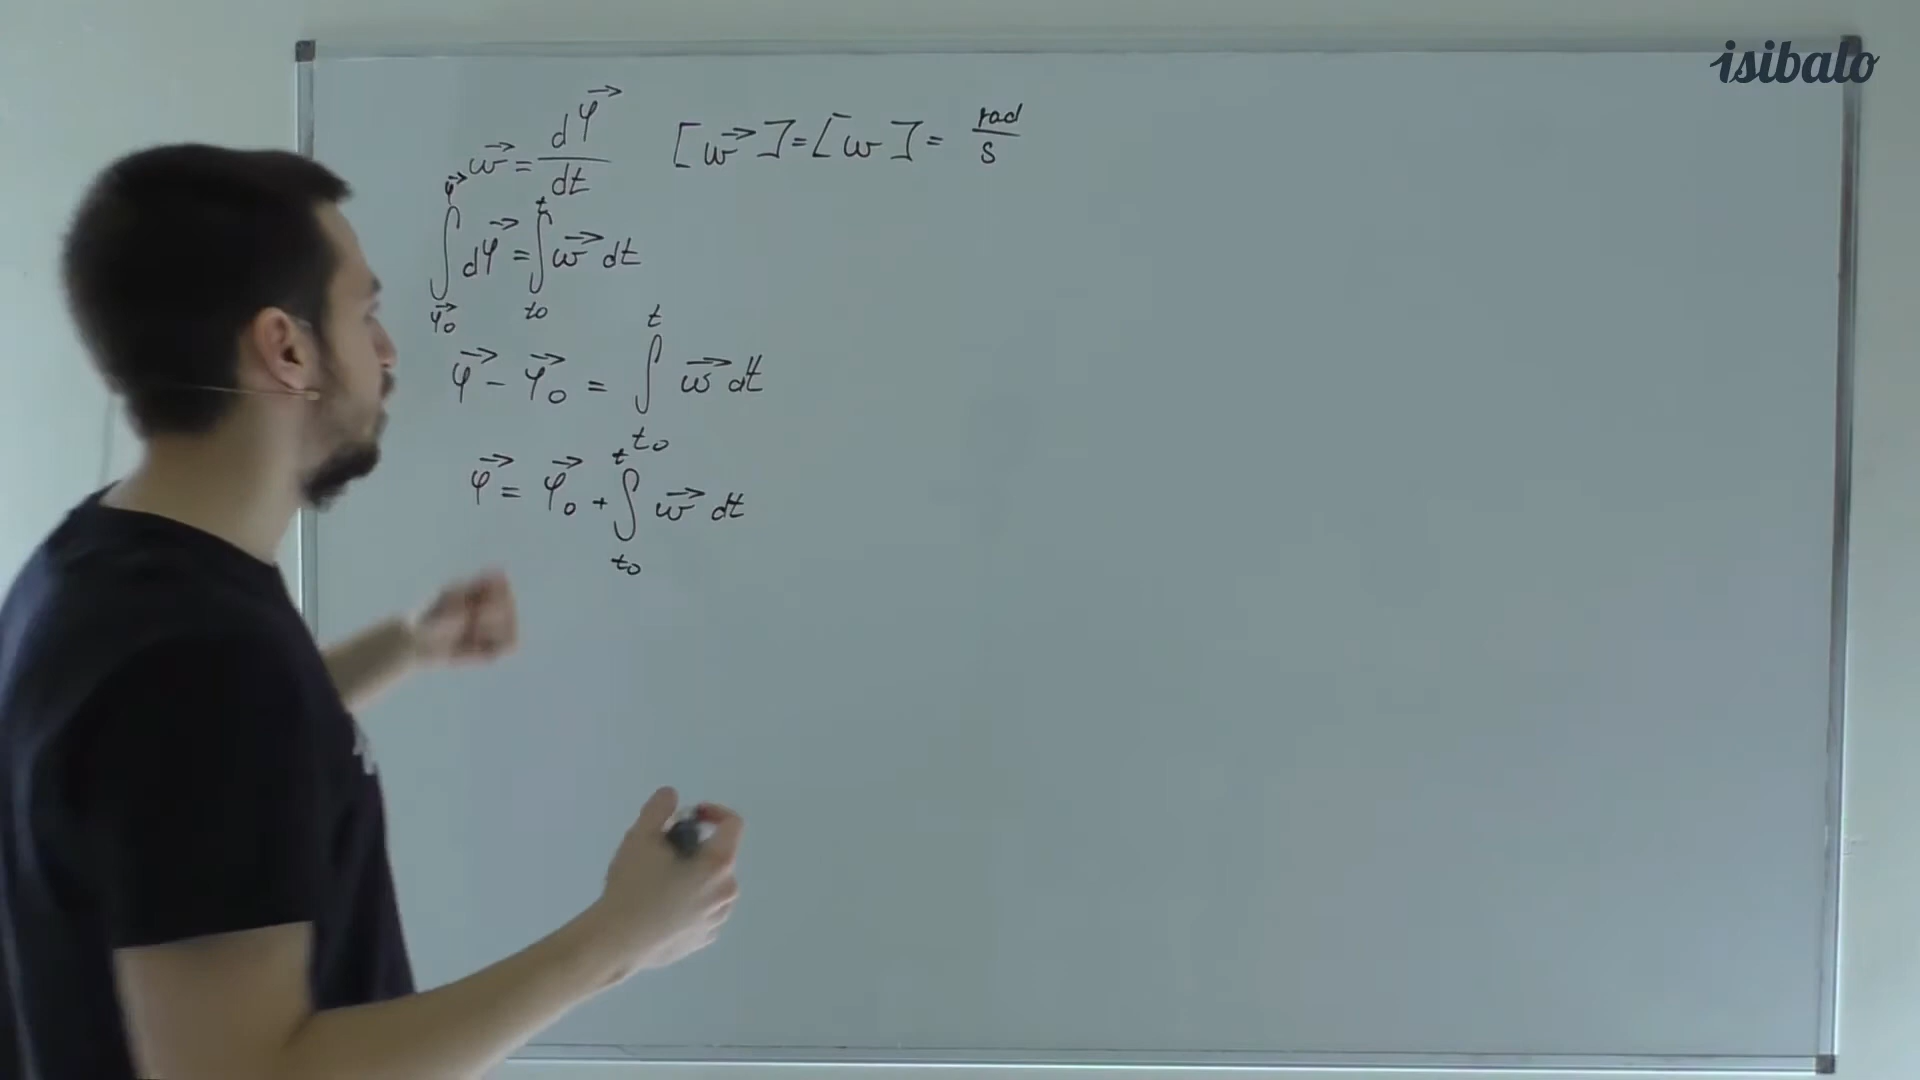 isibalo
ω⃗ = dφ⃗/dt [ω⃗] = [ω] = rad/s
∫_{φ⃗₀}^{φ⃗} dφ⃗ = ∫_{t₀}^{t} ω⃗ dt
φ⃗ - φ⃗₀ = ∫_{t₀}^{t} ω⃗ dt
φ⃗ = φ⃗₀ + ∫_{t₀}^{t} ω⃗ dt